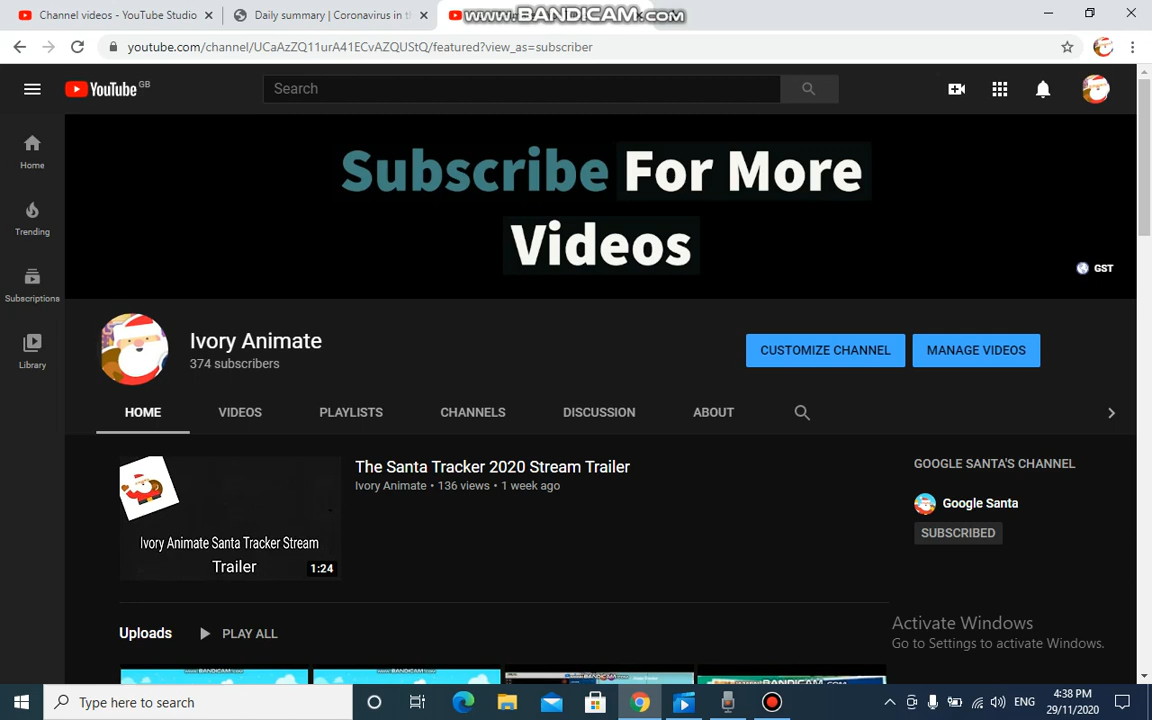 Channel videos - YouTube Studio
Daily summary | Coronavirus in t
www.BANDICAM.com
youtube.com/channel/UCaAzZQ11urA41ECvAZQUStQ/featured?view_as=subscriber
YouTube GB
Search
Home
Trending
Subscriptions
Library
Subscribe For More
Videos
GST
Ivory Animate
374 subscribers
CUSTOMIZE CHANNEL
MANAGE VIDEOS
HOME
VIDEOS
PLAYLISTS
CHANNELS
DISCUSSION
ABOUT
The Santa Tracker 2020 Stream Trailer
Ivory Animate • 136 views • 1 week ago
Ivory Animate Santa Tracker Stream
Trailer
1:24
GOOGLE SANTA'S CHANNEL
Google Santa
SUBSCRIBED
Uploads
PLAY ALL
Activate Windows
Go to Settings to activate Windows.
Type here to search
ENG
4:38 PM
29/11/2020